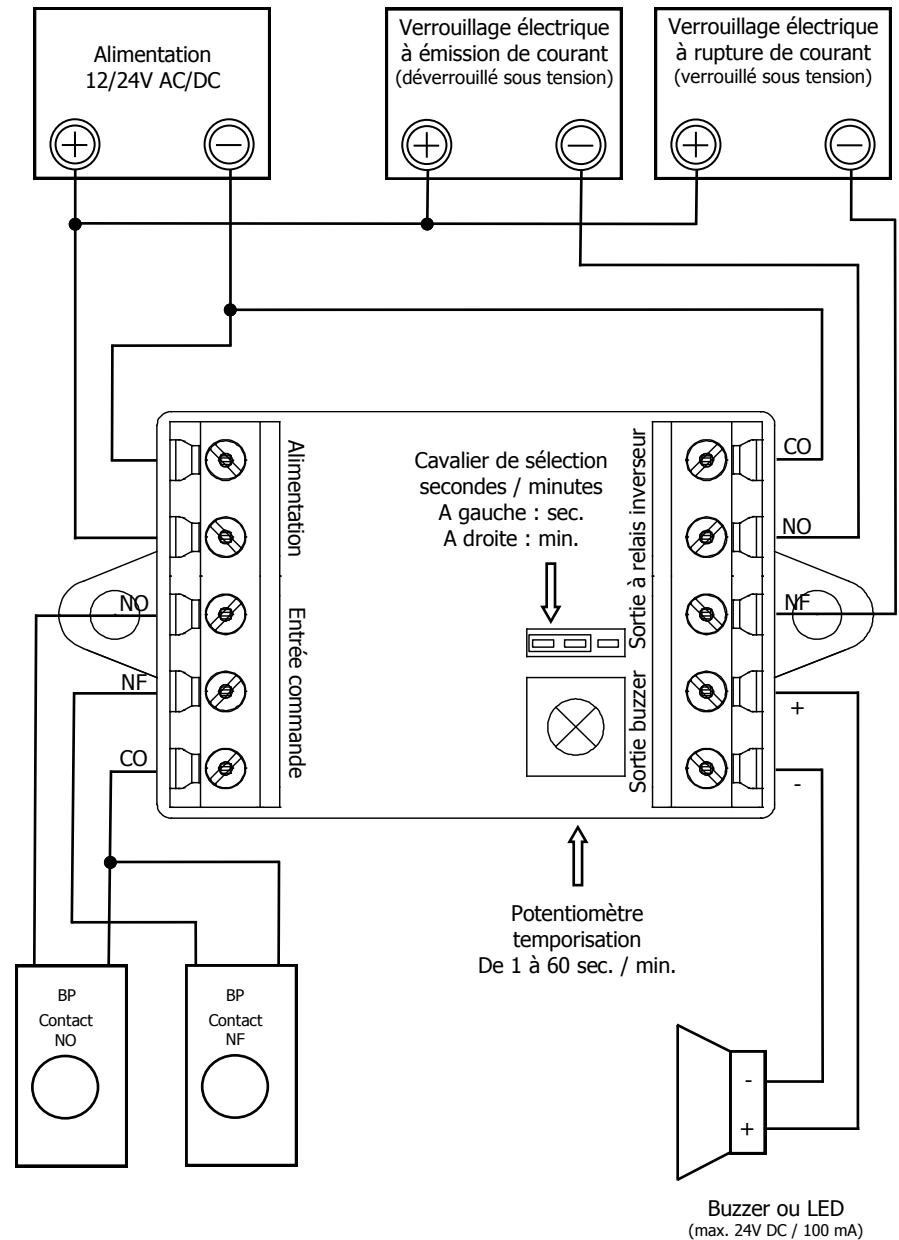 Alimentation
12/24V AC/DC
Verrouillage électrique
à émission de courant
(déverrouillé sous tension)
Verrouillage électrique
à rupture de courant
(verrouillé sous tension)
+
−
+
−
+
−
Alimentation
Entrée commande
NO
NF
CO
Cavalier de sélection
secondes / minutes
A gauche : sec.
A droite : min.
Sortie à relais inverseur
Sortie buzzer
CO
NO
NF
+
-
Potentiomètre
temporisation
De 1 à 60 sec. / min.
BP
Contact
NO
BP
Contact
NF
-
+
Buzzer ou LED
(max. 24V DC / 100 mA)